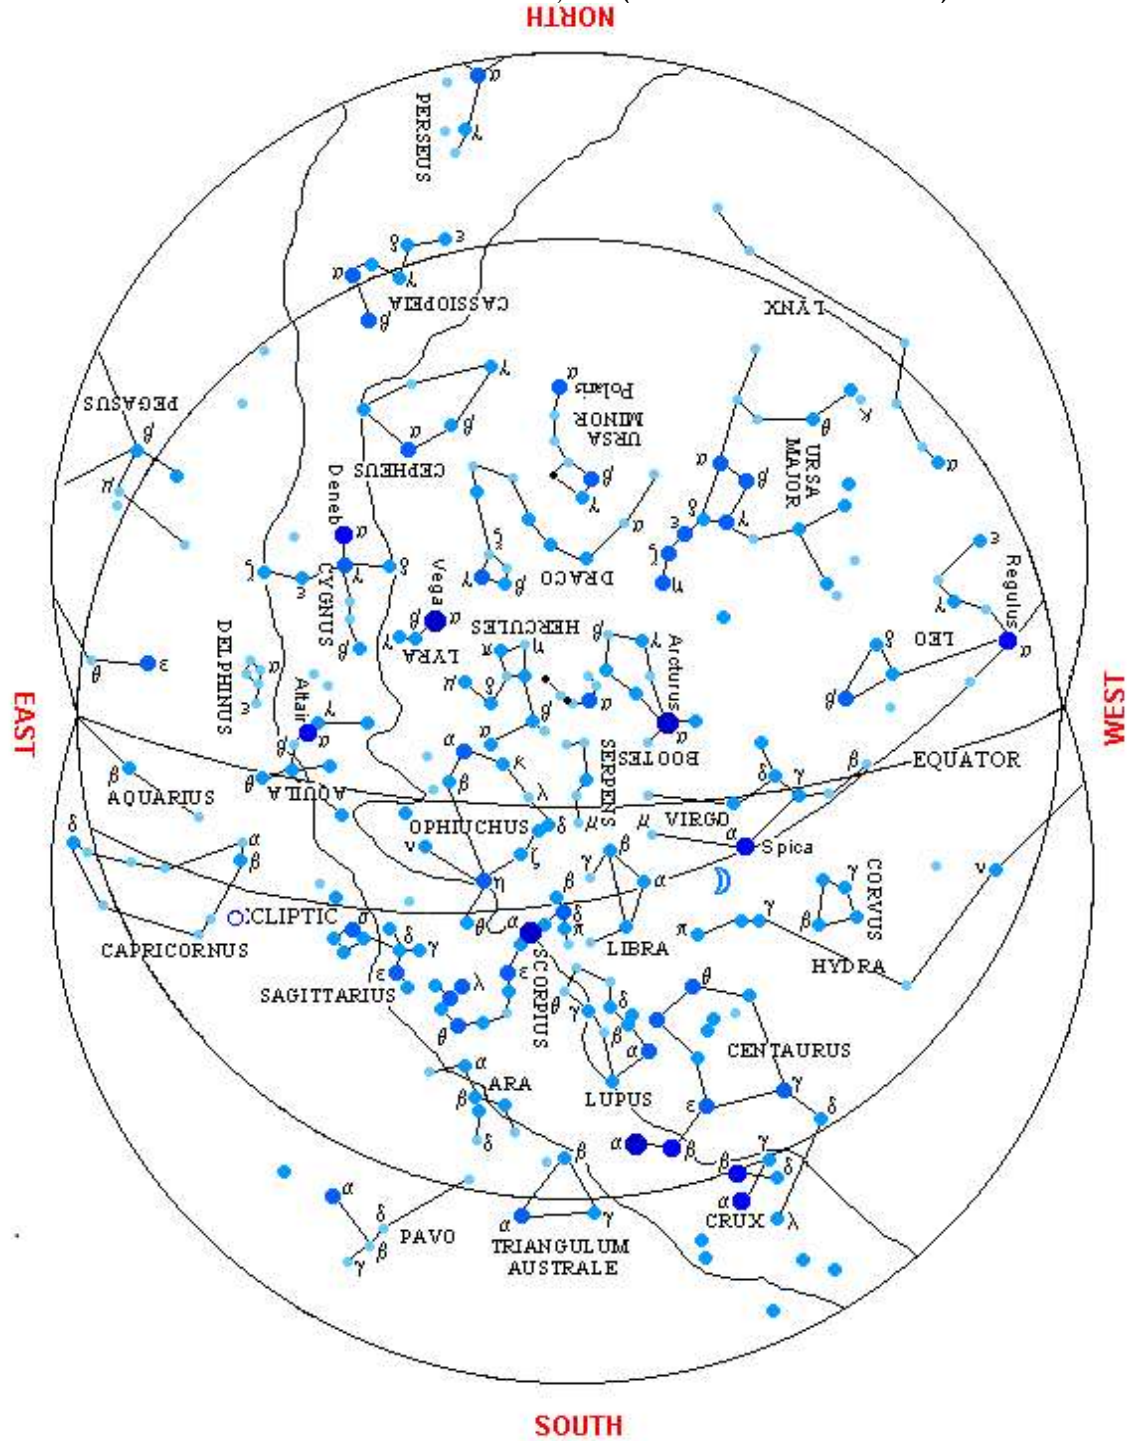 NORTH
α
PERSEUS
γ
ε
δ
α
γ
CASSIOPEIA
β
LYNX
PEGASUS
β
μ
γ
β
α
CEPHEUS
α
Polaris
URSA
MINOR
β
γ
κ
θ
α
URSA
MAJOR
β
α
δ
γ
ε
ζ
η
Deneb
α
ζ
ε
γ
δ
CYGNUS
β
ξ
γ
β
DRACO
α
Vega
α
β
γ
LYRA
HERCULES
η
π
μ
δ
β
α
β
γ
Arcturus
α
α
BOOTES
ε
γ
Regulus
α
LEO
δ
β
DELPHINUS
α
ε
θ
ε
Altair
γ
α
β
θ
AQUILA
EAST
WEST
β
AQUARIUS
α
κ
β
λ
OPHIUCHUS
δ
ν
ζ
η
θ
SERPENS
μ
μ
VIRGO
δ
γ
β
EQUATOR
α
Spica
δ
α
β
CAPRICORNUS
ECLIPTIC
β
γ
α
LIBRA
β
δ
π
α
SCORPIUS
π
γ
γ
β
CORVUS
ν
HYDRA
σ
δ
γ
ε
SAGITTARIUS
λ
θ
ε
θ
δ
γ
β
α
LUPUS
θ
CENTAURUS
γ
ε
δ
α
β
α
ARA
β
δ
β
γ
β
δ
α
CRUX
λ
α
δ
β
γ
PAVO
α
γ
TRIANGULUM
AUSTRALE
SOUTH